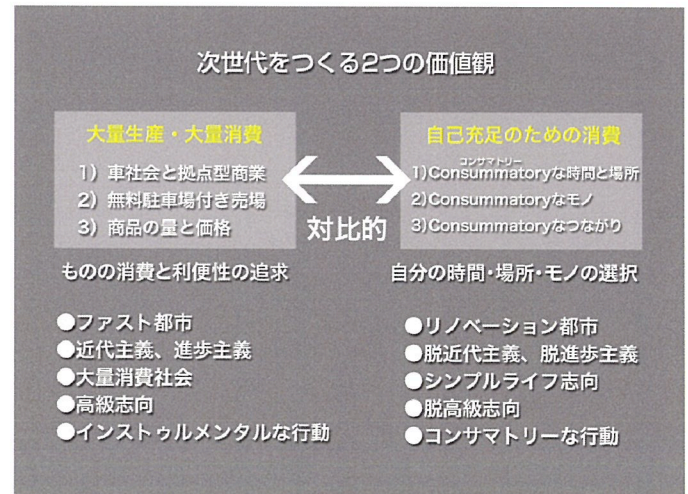 次世代をつくる2つの価値観
大量生産・大量消費
1）車社会と拠点型商業
2）無料駐車場付き売場
3）商品の量と価格
ものの消費と利便性の追求
●ファスト都市
●近代主義、進歩主義
●大量消費社会
●高級志向
●インストゥルメンタルな行動
対比的
自己充足のための消費
コンサマトリー
1)Consummatoryな時間と場所
2)Consummatoryなモノ
3)Consummatoryなつながり
自分の時間・場所・モノの選択
●リノベーション都市
●脱近代主義、脱進歩主義
●シンプルライフ志向
●脱高級志向
●コンサマトリーな行動